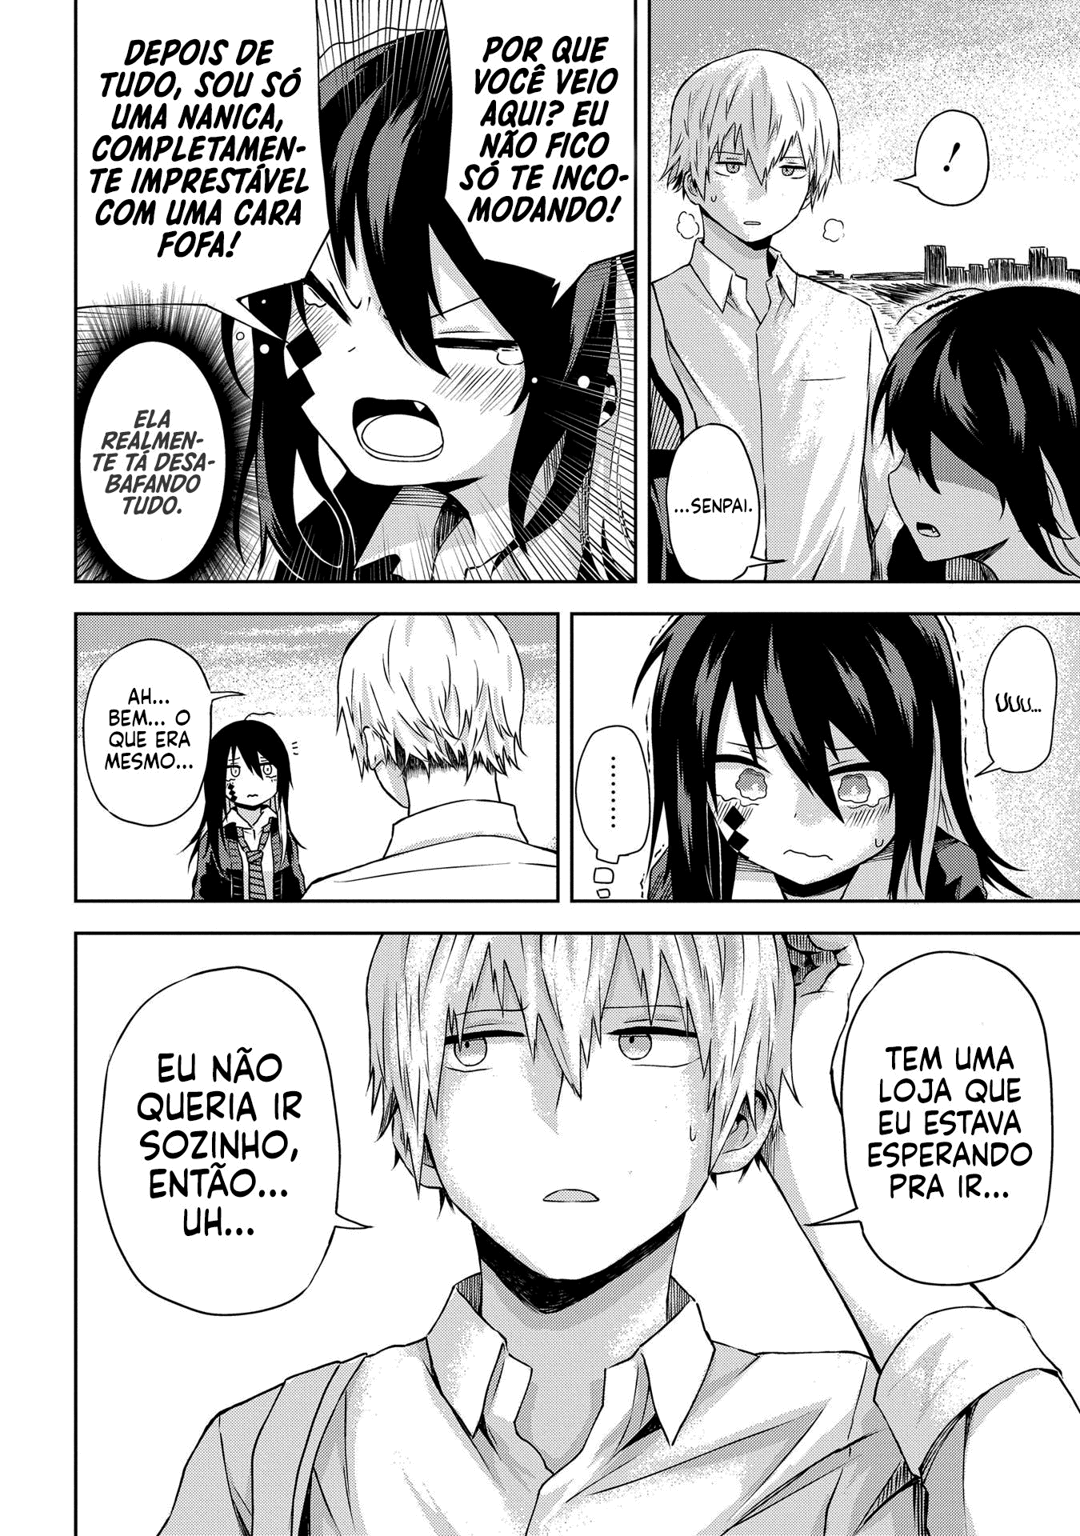 !
...SENPAI.
POR QUE
VOCÊ VEIO
AQUI? EU
NÃO FICO
SÓ TE INCO-
MODANDO!
DEPOIS DE
TUDO, SOU SÓ
UMA NANICA,
COMPLETAMEN-
TE IMPRESTÁVEL
COM UMA CARA
FOFA!
ELA
REALMEN-
TE TÁ DESA-
BAFANDO
TUDO.
UUU...
.........
AH...
BEM... O
QUE ERA
MESMO...
TEM UMA
LOJA QUE
EU ESTAVA
ESPERANDO
PRA IR...
EU NÃO
QUERIA IR
SOZINHO,
ENTÃO...
UH...